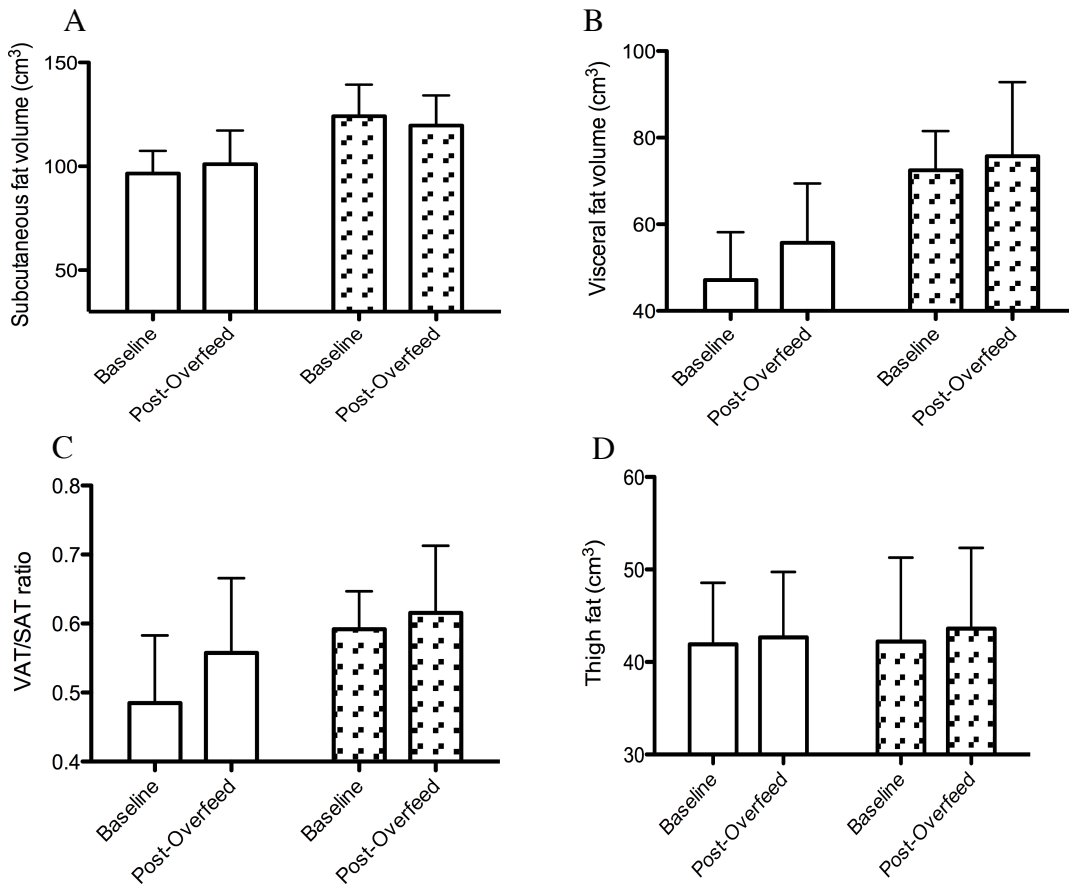 A
Subcutaneous fat volume (cm³)
150
100
50
Baseline
Post-Overfeed
Baseline
Post-Overfeed
B
Visceral fat volume (cm³)
100
80
60
40
Baseline
Post-Overfeed
Baseline
Post-Overfeed
C
VAT/SAT ratio
0.8
0.7
0.6
0.5
0.4
Baseline
Post-Overfeed
Baseline
Post-Overfeed
D
Thigh fat (cm³)
60
50
40
30
Baseline
Post-Overfeed
Baseline
Post-Overfeed